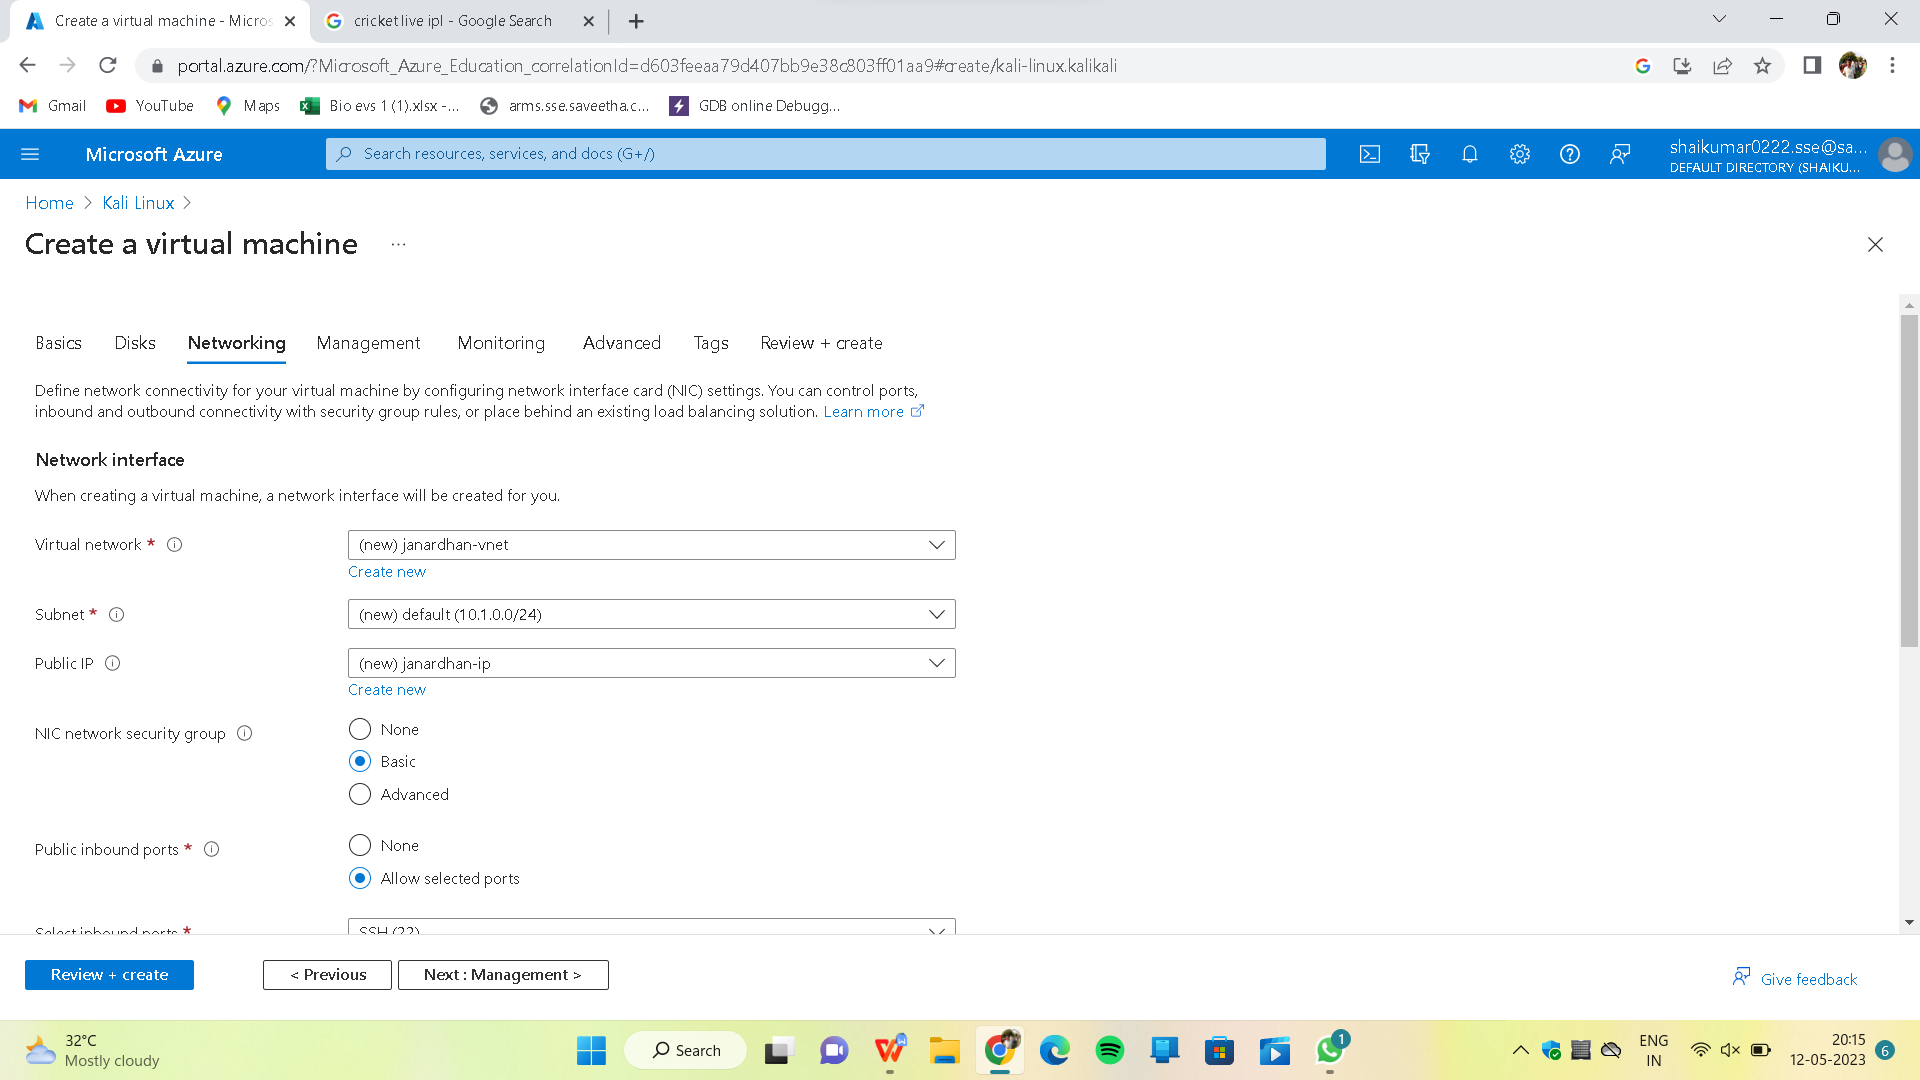 Create a virtual machine - Micros
cricket live ipl - Google Search
portal.azure.com/?Microsoft_Azure_Education_correlationId=d603feeaa79d407bb9e38c803ff01aa9#create/kali-linux.kalikali
Gmail
YouTube
Maps
Bio evs 1 (1).xlsx -...
arms.sse.saveetha.c...
GDB online Debugg...
Microsoft Azure
Search resources, services, and docs (G+/)
shaikumar0222.sse@sa...
DEFAULT DIRECTORY (SHAIKU...
Home > Kali Linux >
Create a virtual machine ...
Basics
Disks
Networking
Management
Monitoring
Advanced
Tags
Review + create
Define network connectivity for your virtual machine by configuring network interface card (NIC) settings. You can control ports,
inbound and outbound connectivity with security group rules, or place behind an existing load balancing solution. Learn more
Network interface
When creating a virtual machine, a network interface will be created for you.
Virtual network *
(new) janardhan-vnet
Create new
Subnet *
(new) default (10.1.0.0/24)
Public IP
(new) janardhan-ip
Create new
NIC network security group
None
Basic
Advanced
Public inbound ports *
None
Allow selected ports
Select inbound ports *
SSH (22)
Review + create
< Previous
Next : Management >
Give feedback
32°C
Mostly cloudy
Search
1
ENG
IN
20:15
12-05-2023
6